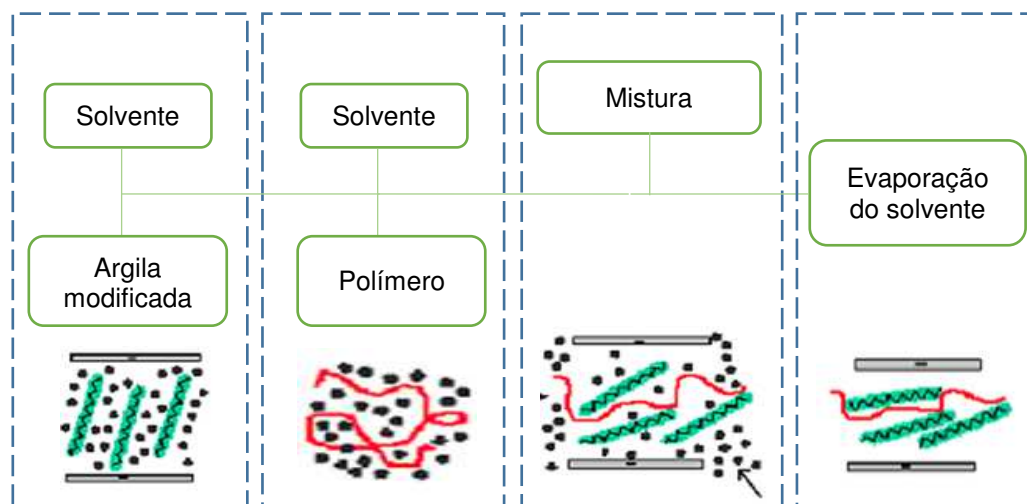 Solvente
Solvente
Mistura
Evaporação
do solvente
Argila
modificada
Polímero